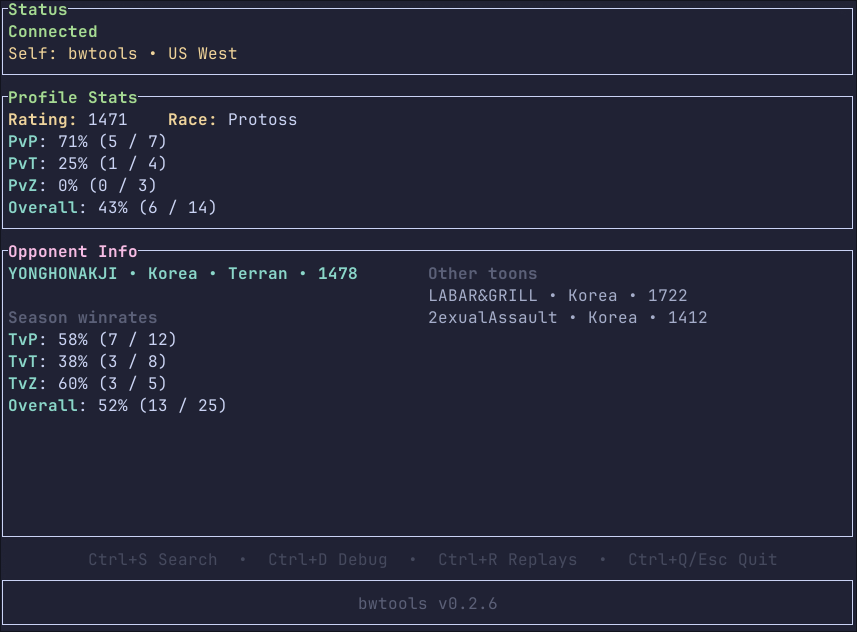 Status
Connected
Self: bwtools • US West
Profile Stats
Rating: 1471    Race: Protoss
PvP: 71% (5 / 7)
PvT: 25% (1 / 4)
PvZ: 0% (0 / 3)
Overall: 43% (6 / 14)
Opponent Info
YONGHONAKJI • Korea • Terran • 1478
Season winrates
TvP: 58% (7 / 12)
TvT: 38% (3 / 8)
TvZ: 60% (3 / 5)
Overall: 52% (13 / 25)
Other toons
LABAR&GRILL • Korea • 1722
2exualAssault • Korea • 1412
Ctrl+S Search • Ctrl+D Debug • Ctrl+R Replays • Ctrl+Q/Esc Quit
bwtools v0.2.6